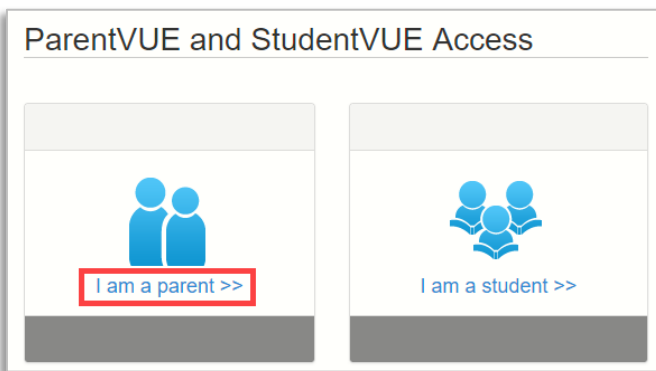 ParentVUE and StudentVUE Access
I am a parent >>
I am a student >>